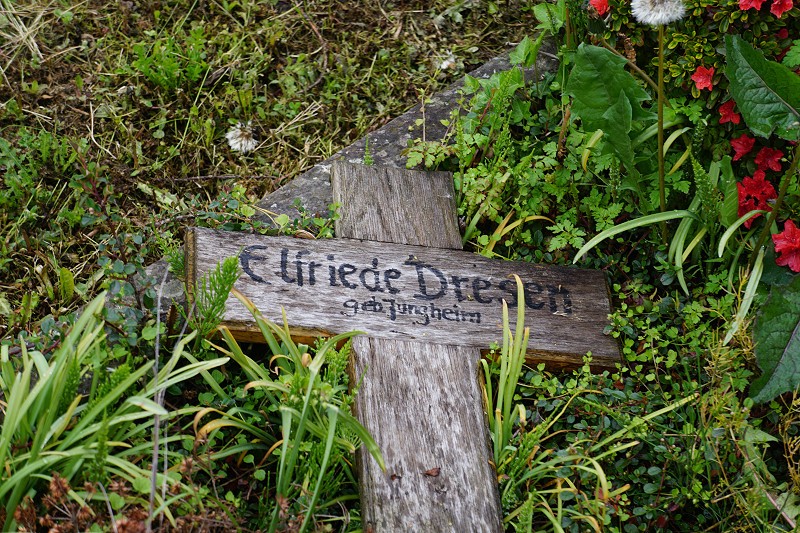 Elfriede Dresen
geb. Jungheim